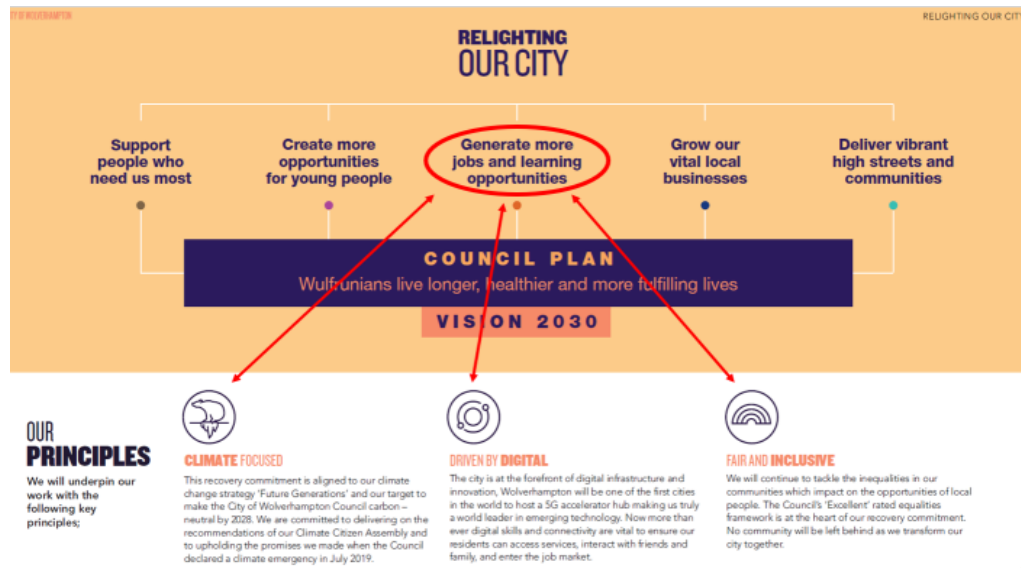 CITY OF WOLVERHAMPTON
RELIGHTING OUR CITY
RELIGHTING
OUR CITY
Support
people who
need us most
Create more
opportunities
for young people
Generate more
jobs and learning
opportunities
Grow our
vital local
businesses
Deliver vibrant
high streets and
communities
COUNCIL PLAN
Wulfrunians live longer, healthier and more fulfilling lives
VISION 2030
OUR
PRINCIPLES
We will underpin our
work with the
following key
principles;
CLIMATE FOCUSED
This recovery commitment is aligned to our climate
change strategy 'Future Generations' and our target to
make the City of Wolverhampton Council carbon –
neutral by 2028. We are committed to delivering on the
recommendations of our Climate Citizen Assembly and
to upholding the promises we made when the Council
declared a climate emergency in July 2019.
DRIVEN BY DIGITAL
The city is at the forefront of digital infrastructure and
innovation, Wolverhampton will be one of the first cities
in the world to host a 5G accelerator hub making us truly
a world leader in emerging technology. Now more than
ever digital skills and connectivity are vital to ensure our
residents can access services, interact with friends and
family, and enter the job market.
FAIR AND INCLUSIVE
We will continue to tackle the inequalities in our
communities which impact on the opportunities of local
people. The Council's 'Excellent' rated equalities
framework is at the heart of our recovery commitment.
No community will be left behind as we transform our
city together.